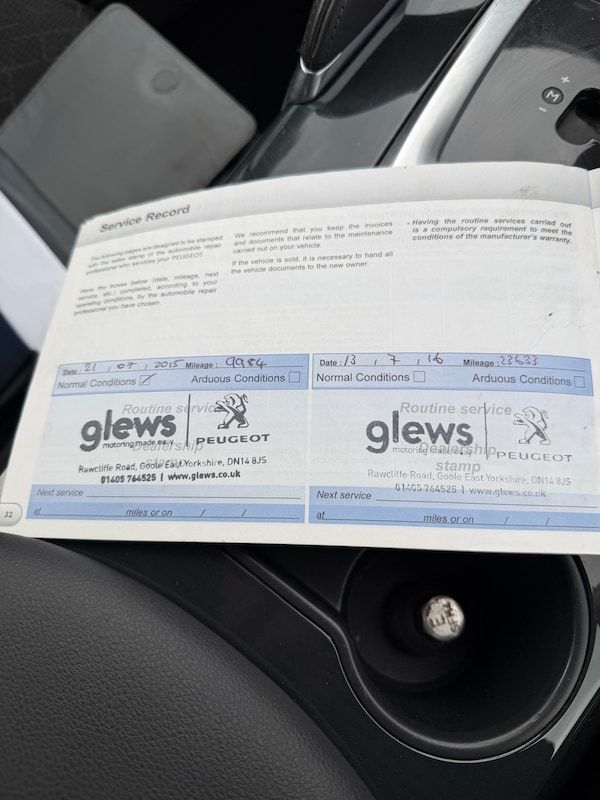 +
M
-
Service Record
The following pages are designed to be stamped
with the sales stamp of the automobile repair
professional who services your PEUGEOT.
Have the boxes below (date, mileage, next
service, etc.) completed, according to your
operating conditions, by the automobile repair
professional you have chosen.
We recommend that you keep the invoices
and documents that relate to the maintenance
carried out on your vehicle.
If the vehicle is sold, it is necessary to hand all
the vehicle documents to the new owner.
- Having the routine services carried out
is a compulsory requirement to meet the
conditions of the manufacturer's warranty.
Date : 21 / 07 / 2015 Mileage : 9984
Normal Conditions Arduous Conditions
Routine service
Dealership
stamp
glews
motoring made easy
PEUGEOT
Rawcliffe Road, Goole East Yorkshire, DN14 8JS
01405 764525 | www.glews.co.uk
Next service
at miles or on / /
Date : 13 / 7 / 16 Mileage : 23633
Normal Conditions Arduous Conditions
Routine service
Dealership
stamp
glews
motoring made easy
PEUGEOT
Rawcliffe Road, Goole East Yorkshire, DN14 8JS
01405 764525 | www.glews.co.uk
Next service
at miles or on / /
32